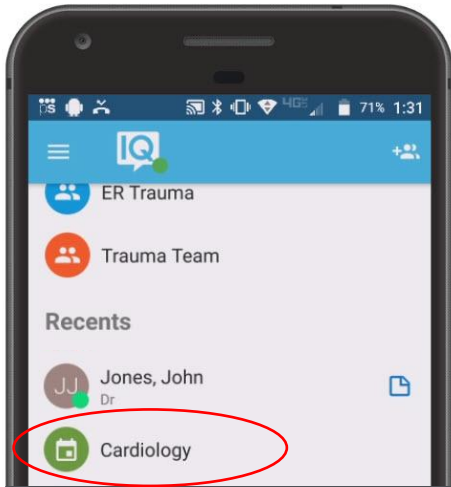 71% 1:31
IQ
ER Trauma
Trauma Team
Recents
JJ
Jones, John
Dr
Cardiology